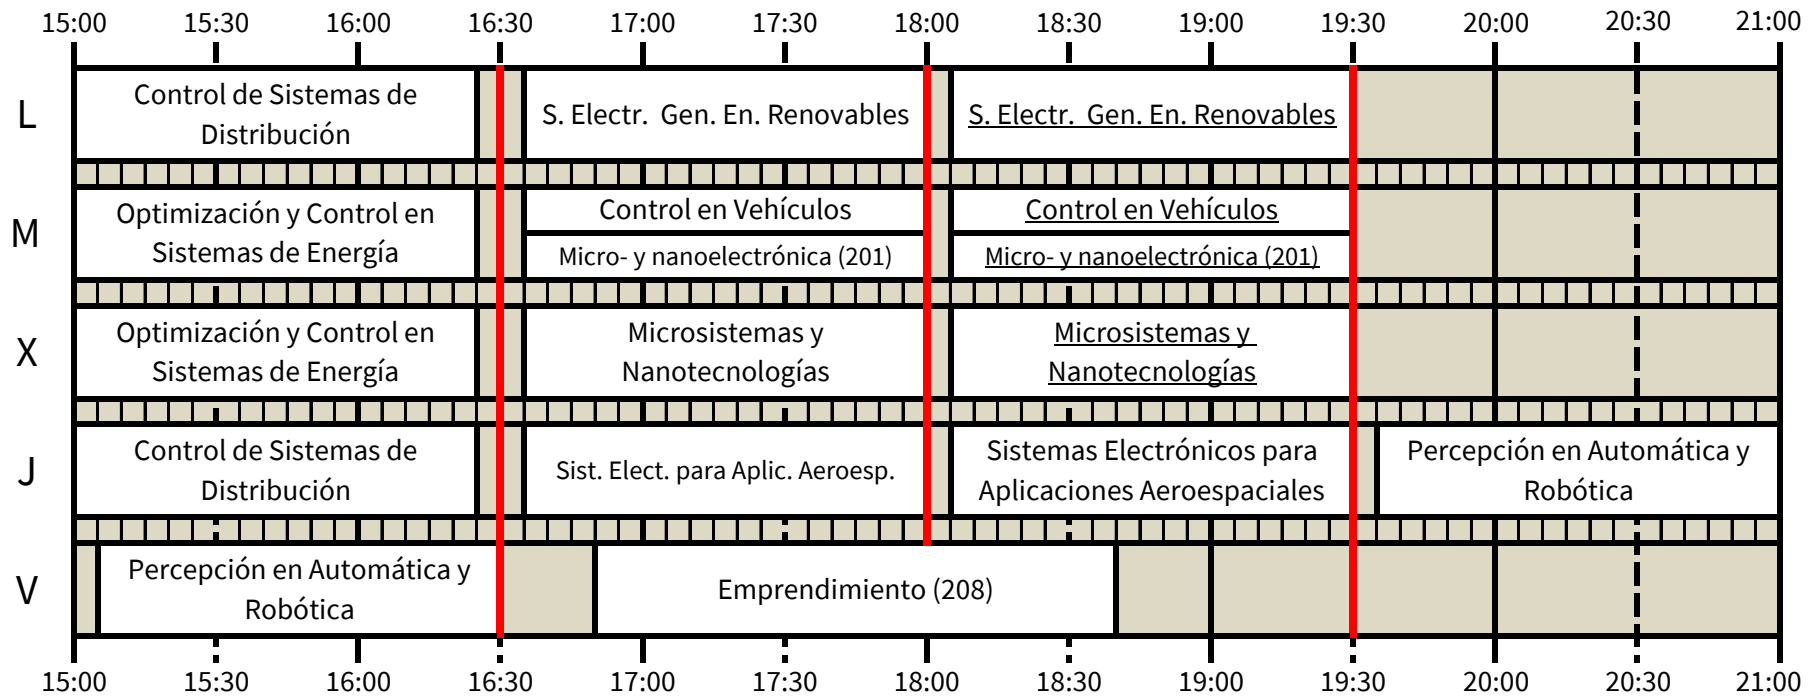 15:00 15:30 16:00 16:30 17:00 17:30 18:00 18:30 19:00 19:30 20:00 20:30 21:00
L
Control de Sistemas de
Distribución
S. Electr.  Gen. En. Renovables
S. Electr.  Gen. En. Renovables
M
Optimización y Control en
Sistemas de Energía
Control en Vehículos
Micro- y nanoelectrónica (201)
Control en Vehículos
Micro- y nanoelectrónica (201)
X
Optimización y Control en
Sistemas de Energía
Microsistemas y
Nanotecnologías
Microsistemas y
Nanotecnologías
J
Control de Sistemas de
Distribución
Sist. Elect. para Aplic. Aeroesp.
Sistemas Electrónicos para
Aplicaciones Aeroespaciales
Percepción en Automática y
Robótica
V
Percepción en Automática y
Robótica
Emprendimiento (208)
15:00 15:30 16:00 16:30 17:00 17:30 18:00 18:30 19:00 19:30 20:00 20:30 21:00